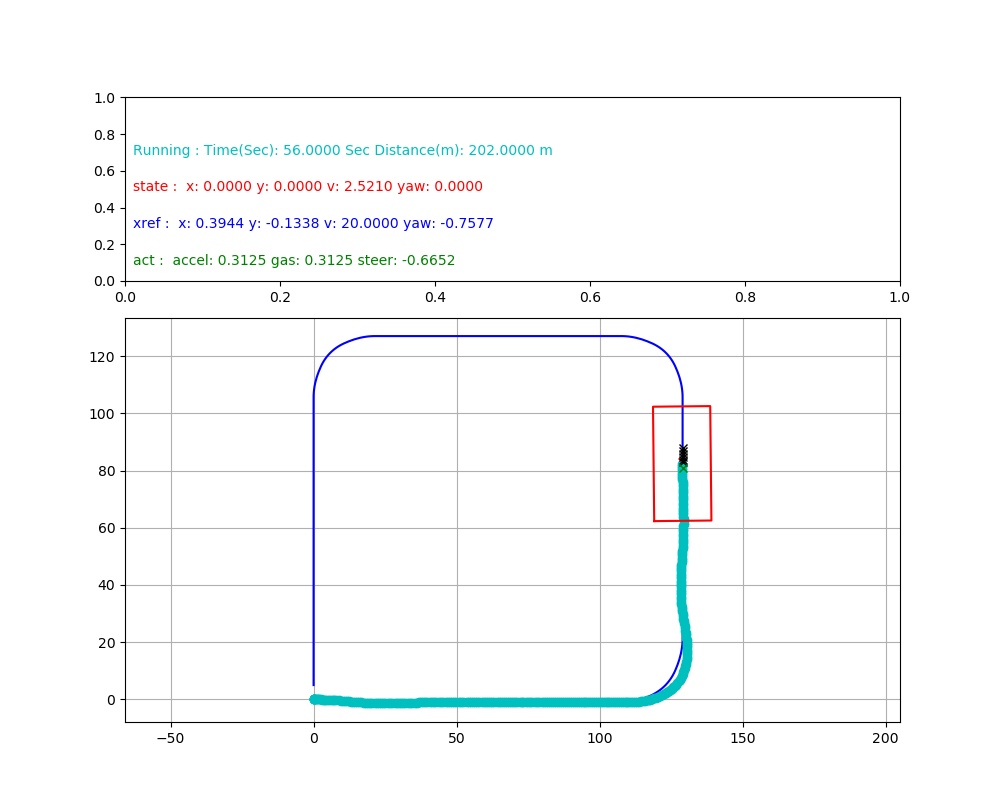 1.0
0.8
Running : Time(Sec): 56.0000 Sec Distance(m): 202.0000 m
0.6
state :  x: 0.0000 y: 0.0000 v: 2.5210 yaw: 0.0000
0.4
xref :  x: 0.3944 y: -0.1338 v: 20.0000 yaw: -0.7577
0.2
act :  accel: 0.3125 gas: 0.3125 steer: -0.6652
0.0
0.0 0.2 0.4 0.6 0.8 1.0
120
100
80
60
40
20
0
−50 0 50 100 150 200